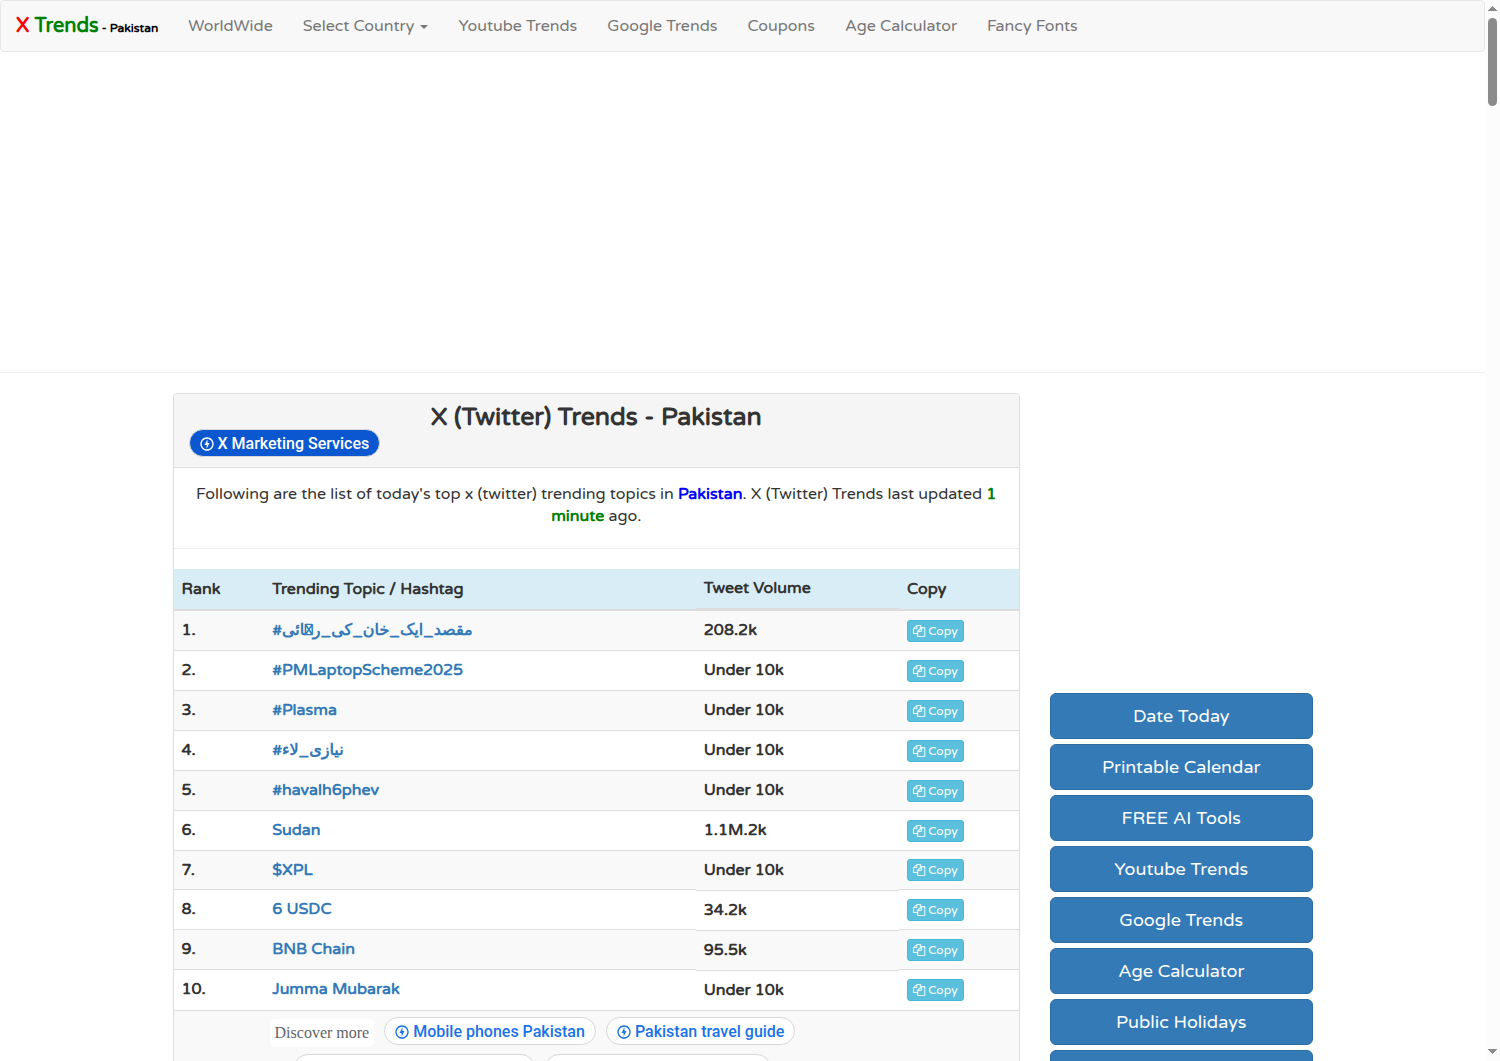 X Trends - Pakistan WorldWide Select Country Youtube Trends Google Trends Coupons Age Calculator Fancy Fonts
X (Twitter) Trends - Pakistan
X Marketing Services
Following are the list of today's top x (twitter) trending topics in Pakistan. X (Twitter) Trends last updated 1
minute ago.
Rank Trending Topic / Hashtag Tweet Volume Copy
1. #مقصد_ایک_خان_کی_رہائی 208.2k Copy
2. #PMLaptopScheme2025 Under 10k Copy
3. #Plasma Under 10k Copy
4. #نیازی_لاء Under 10k Copy
5. #havalh6phev Under 10k Copy
6. Sudan 1.1M.2k Copy
7. $XPL Under 10k Copy
8. 6 USDC 34.2k Copy
9. BNB Chain 95.5k Copy
10. Jumma Mubarak Under 10k Copy
Discover more Mobile phones Pakistan Pakistan travel guide
Date Today
Printable Calendar
FREE AI Tools
Youtube Trends
Google Trends
Age Calculator
Public Holidays